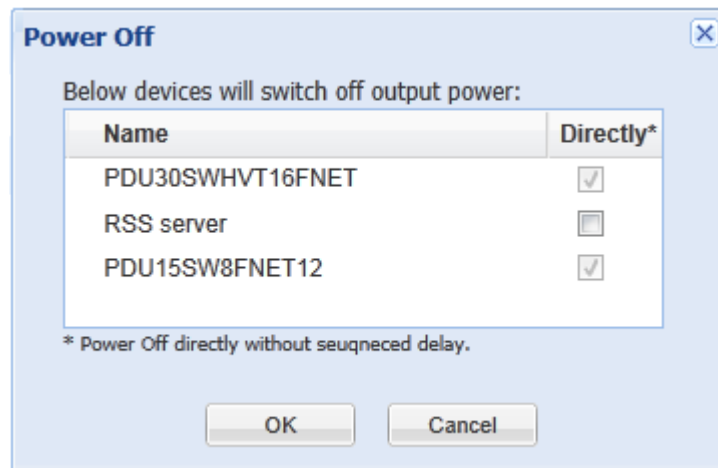 Power Off
Below devices will switch off output power:
Name Directly*
PDU30SWHVT16FNET
RSS server
PDU15SW8FNET12
* Power Off directly without seuqneced delay.
OK Cancel